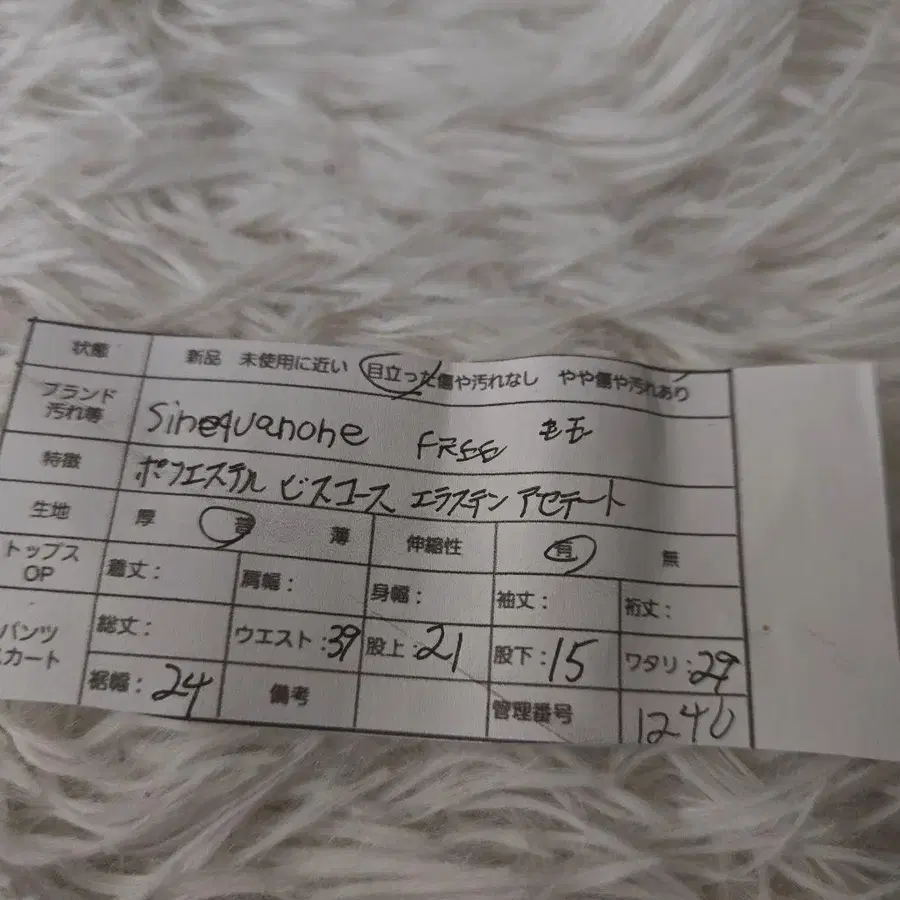 状態 新品 未使用に近い 目立った傷や汚れなし やや傷や汚れあり
ブランド 汚れ等 Sinequanone FREE
特徴 ポリエステル ビスコース エラステン アセテート
生地 厚 普 薄 伸縮性 有 無
トップス OP 着丈: 肩幅: 身幅: 袖丈: 裄丈:
パンツ スカート 総丈: ウエスト:39 股上:21 股下:15 ワタリ:29
裾幅:24 備考 管理番号 1240